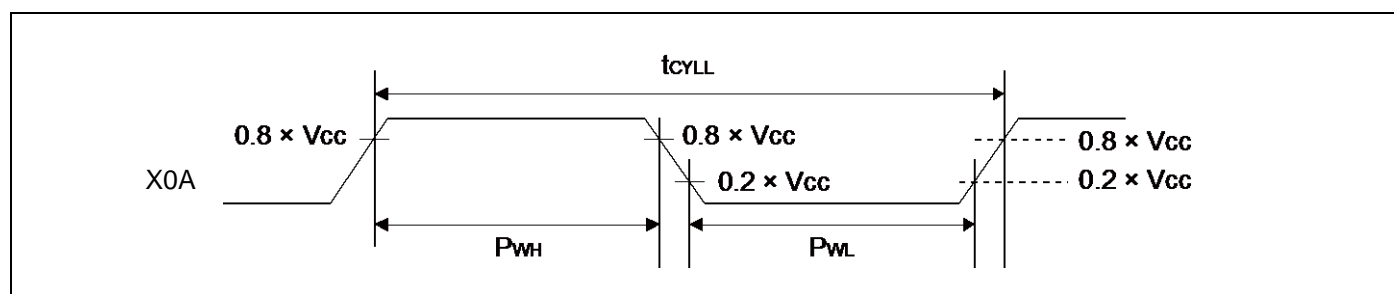 tCYLL
0.8 × Vcc
0.8 × Vcc
0.8 × Vcc
X0A
0.2 × Vcc
0.2 × Vcc
PWH
PWL